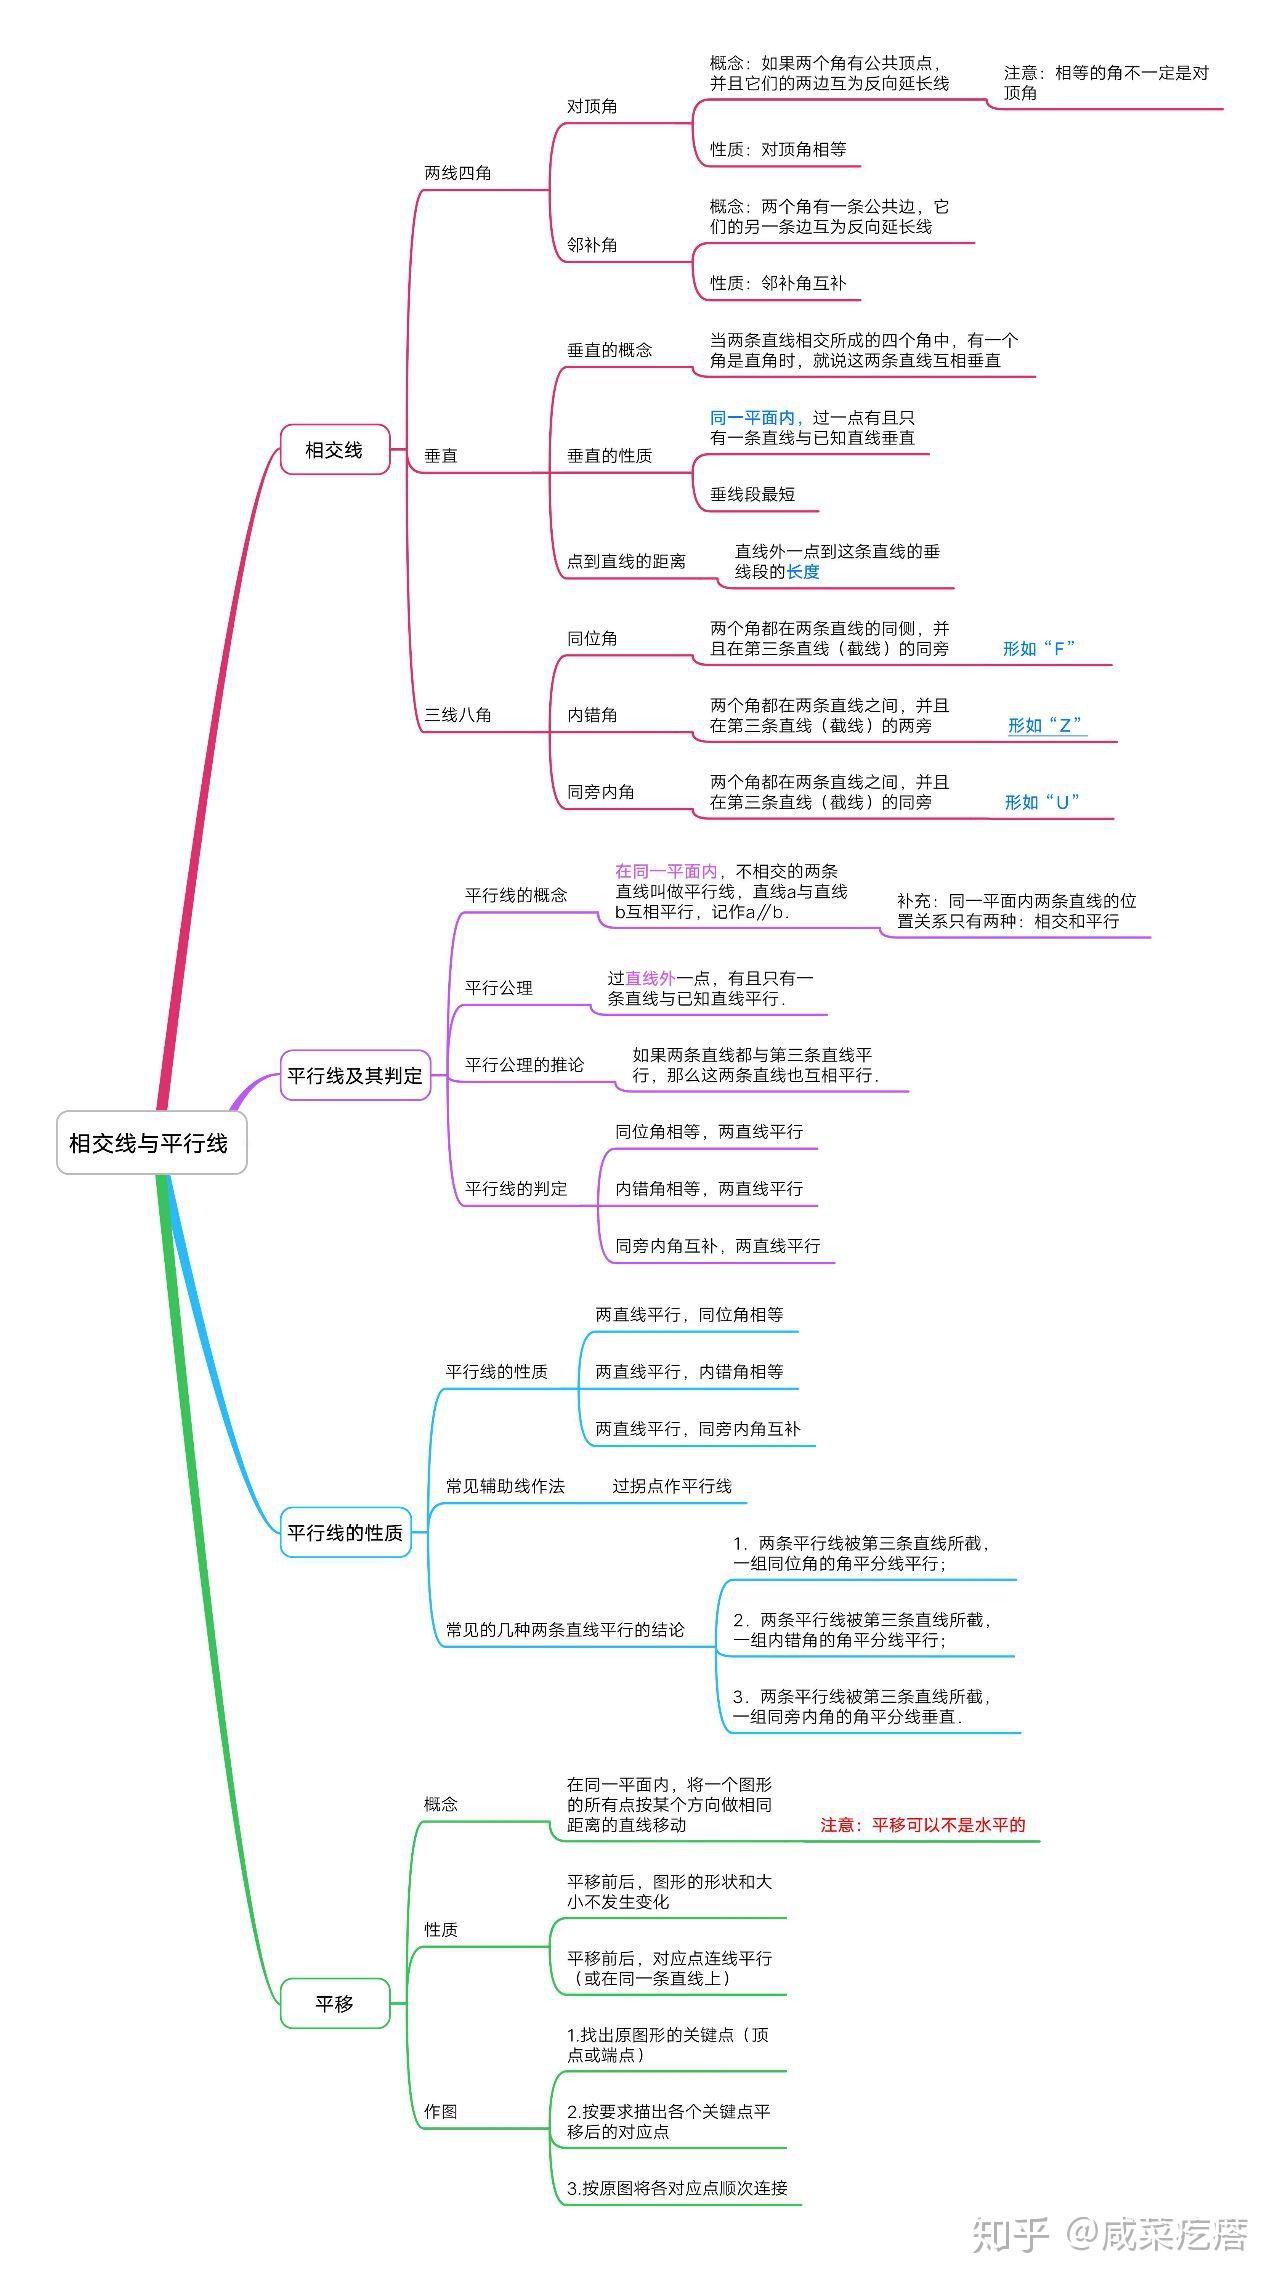 相交线与平行线
相交线
两线四角
对顶角
概念：如果两个角有公共顶点，
并且它们的两边互为反向延长线
注意：相等的角不一定是对
顶角
性质：对顶角相等
邻补角
概念：两个角有一条公共边，它
们的另一条边互为反向延长线
性质：邻补角互补
垂直
垂直的概念
当两条直线相交所成的四个角中，有一个
角是直角时，就说这两条直线互相垂直
垂直的性质
同一平面内，过一点有且只
有一条直线与已知直线垂直
垂线段最短
点到直线的距离
直线外一点到这条直线的垂
线段的长度
三线八角
同位角
两个角都在两条直线的同侧，并
且在第三条直线（截线）的同旁
形如“F”
内错角
两个角都在两条直线之间，并且
在第三条直线（截线）的两旁
形如“Z”
同旁内角
两个角都在两条直线之间，并且
在第三条直线（截线）的同旁
形如“U”
平行线及其判定
平行线的概念
在同一平面内，不相交的两条
直线叫做平行线，直线a与直线
b互相平行，记作a∥b．
补充：同一平面内两条直线的位
置关系只有两种：相交和平行
平行公理
过直线外一点，有且只有一
条直线与已知直线平行．
平行公理的推论
如果两条直线都与第三条直线平
行，那么这两条直线也互相平行．
平行线的判定
同位角相等，两直线平行
内错角相等，两直线平行
同旁内角互补，两直线平行
平行线的性质
平行线的性质
两直线平行，同位角相等
两直线平行，内错角相等
两直线平行，同旁内角互补
常见辅助线作法
过拐点作平行线
常见的几种两条直线平行的结论
1．两条平行线被第三条直线所截，
一组同位角的角平分线平行；
2．两条平行线被第三条直线所截，
一组内错角的角平分线平行；
3．两条平行线被第三条直线所截，
一组同旁内角的角平分线垂直．
平移
概念
在同一平面内，将一个图形
的所有点按某个方向做相同
距离的直线移动
注意：平移可以不是水平的
性质
平移前后，图形的形状和大
小不发生变化
平移前后，对应点连线平行
（或在同一条直线上）
作图
1.找出原图形的关键点（顶
点或端点）
2.按要求描出各个关键点平
移后的对应点
3.按原图将各对应点顺次连接
知乎 @咸菜疙瘩